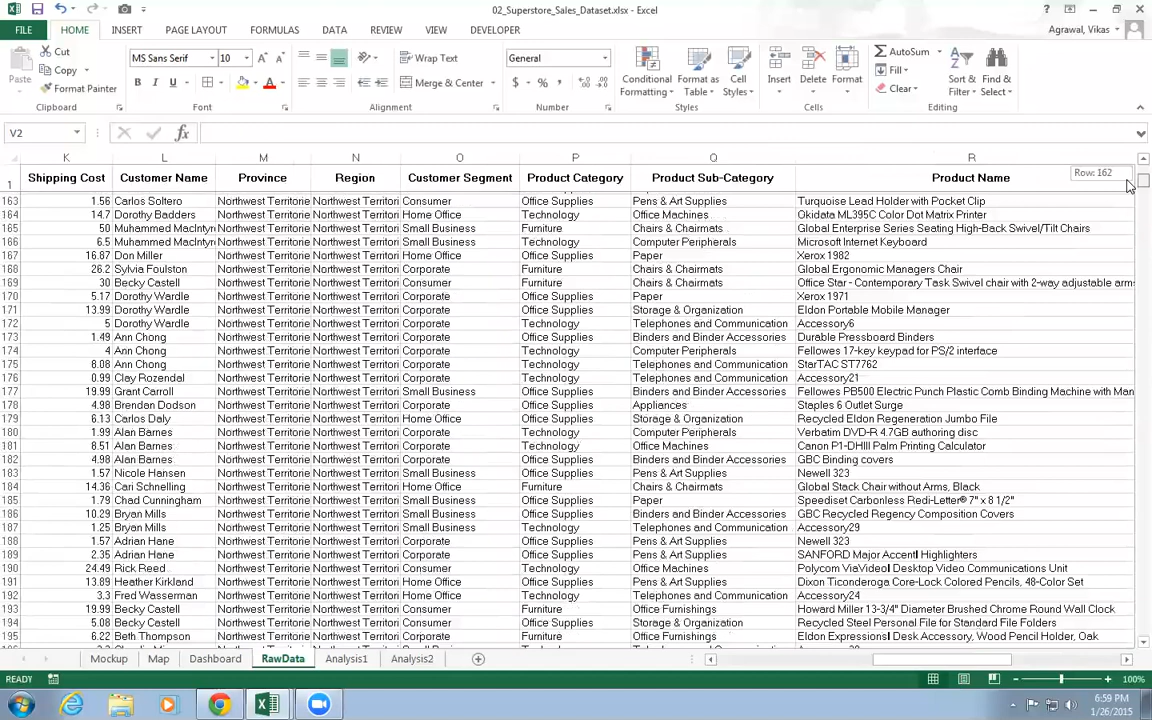 02_Superstore_Sales_Dataset.xlsx - Excel
FILE HOME INSERT PAGE LAYOUT FORMULAS DATA REVIEW VIEW DEVELOPER Agrawal, Vikas
Paste Cut Copy Format Painter Clipboard
MS Sans Serif 10 B I U Font
Wrap Text Merge & Center Alignment
General $ % , Number
Conditional Formatting Format as Table Cell Styles Styles
Insert Delete Format Cells
AutoSum Fill Clear Sort & Filter Find & Select Editing
V2 fx
K L M N O P Q R
1 Shipping Cost Customer Name Province Region Customer Segment Product Category Product Sub-Category Product Name Row: 162
163 1.56 Carlos Soltero Northwest Territorie Northwest Territori Consumer Office Supplies Pens & Art Supplies Turquoise Lead Holder with Pocket Clip
164 14.7 Dorothy Badders Northwest Territorie Northwest Territori Home Office Technology Office Machines Okidata ML395C Color Dot Matrix Printer
165 50 Muhammed MacIntyr Northwest Territorie Northwest Territori Small Business Furniture Chairs & Chairmats Global Enterprise Series Seating High-Back Swivel/Tilt Chairs
166 6.5 Muhammed MacIntyr Northwest Territorie Northwest Territori Small Business Technology Computer Peripherals Microsoft Internet Keyboard
167 16.87 Don Miller Northwest Territorie Northwest Territori Home Office Office Supplies Paper Xerox 1982
168 26.2 Sylvia Foulston Northwest Territorie Northwest Territori Corporate Furniture Chairs & Chairmats Global Ergonomic Managers Chair
169 30 Becky Castell Northwest Territorie Northwest Territori Consumer Furniture Chairs & Chairmats Office Star - Contemporary Task Swivel chair with 2-way adjustable arms
170 5.17 Dorothy Wardle Northwest Territorie Northwest Territori Corporate Office Supplies Paper Xerox 1971
171 13.99 Dorothy Wardle Northwest Territorie Northwest Territori Corporate Office Supplies Storage & Organization Eldon Portable Mobile Manager
172 5 Dorothy Wardle Northwest Territorie Northwest Territori Corporate Technology Telephones and Communication Accessory6
173 1.49 Ann Chong Northwest Territorie Northwest Territori Corporate Office Supplies Binders and Binder Accessories Durable Pressboard Binders
174 4 Ann Chong Northwest Territorie Northwest Territori Corporate Technology Computer Peripherals Fellowes 17-key keypad for PS/2 interface
175 8.08 Ann Chong Northwest Territorie Northwest Territori Corporate Technology Telephones and Communication StarTAC ST7762
176 0.99 Clay Rozendal Northwest Territorie Northwest Territori Corporate Technology Telephones and Communication Accessory21
177 19.99 Grant Carroll Northwest Territorie Northwest Territori Small Business Office Supplies Binders and Binder Accessories Fellowes PB500 Electric Punch Plastic Comb Binding Machine with Man
178 4.98 Brendan Dodson Northwest Territorie Northwest Territori Corporate Office Supplies Appliances Staples 6 Outlet Surge
179 6.13 Carlos Daly Northwest Territorie Northwest Territori Home Office Office Supplies Storage & Organization Recycled Eldon Regeneration Jumbo File
180 1.99 Alan Barnes Northwest Territorie Northwest Territori Corporate Technology Computer Peripherals Verbatim DVD-R 4.7GB authoring disc
181 8.51 Alan Barnes Northwest Territorie Northwest Territori Corporate Technology Office Machines Canon P1-DHIII Palm Printing Calculator
182 4.98 Alan Barnes Northwest Territorie Northwest Territori Corporate Office Supplies Binders and Binder Accessories GBC Binding covers
183 1.57 Nicole Hansen Northwest Territorie Northwest Territori Small Business Office Supplies Pens & Art Supplies Newell 323
184 14.36 Cari Schnelling Northwest Territorie Northwest Territori Home Office Furniture Chairs & Chairmats Global Stack Chair without Arms, Black
185 1.79 Chad Cunningham Northwest Territorie Northwest Territori Small Business Office Supplies Paper Speediset Carbonless Redi-Letter® 7" x 8 1/2"
186 10.29 Bryan Mills Northwest Territorie Northwest Territori Small Business Office Supplies Binders and Binder Accessories GBC Recycled Regency Composition Covers
187 1.25 Bryan Mills Northwest Territorie Northwest Territori Small Business Technology Telephones and Communication Accessory29
188 1.57 Adrian Hane Northwest Territorie Northwest Territori Corporate Office Supplies Pens & Art Supplies Newell 323
189 2.35 Adrian Hane Northwest Territorie Northwest Territori Corporate Office Supplies Pens & Art Supplies SANFORD Major Accent Highlighters
190 24.49 Rick Reed Northwest Territorie Northwest Territori Corporate Technology Office Machines Polycom ViaVideo Desktop Video Communications Unit
191 13.89 Heather Kirkland Northwest Territorie Northwest Territori Home Office Office Supplies Pens & Art Supplies Dixon Ticonderoga Core-Lock Colored Pencils, 48-Color Set
192 3.3 Fred Wasserman Northwest Territorie Northwest Territori Corporate Technology Telephones and Communication Accessory24
193 19.99 Becky Castell Northwest Territorie Northwest Territori Consumer Furniture Office Furnishings Howard Miller 13-3/4" Diameter Brushed Chrome Round Wall Clock
194 5.08 Becky Castell Northwest Territorie Northwest Territori Consumer Office Supplies Storage & Organization Recycled Steel Personal File for Standard File Folders
195 6.22 Beth Thompson Northwest Territorie Northwest Territori Corporate Furniture Office Furnishings Eldon Expressions Desk Accessory, Wood Pencil Holder, Oak
Mockup Map Dashboard RawData Analysis1 Analysis2
READY 100%
6:59 PM
1/26/2015